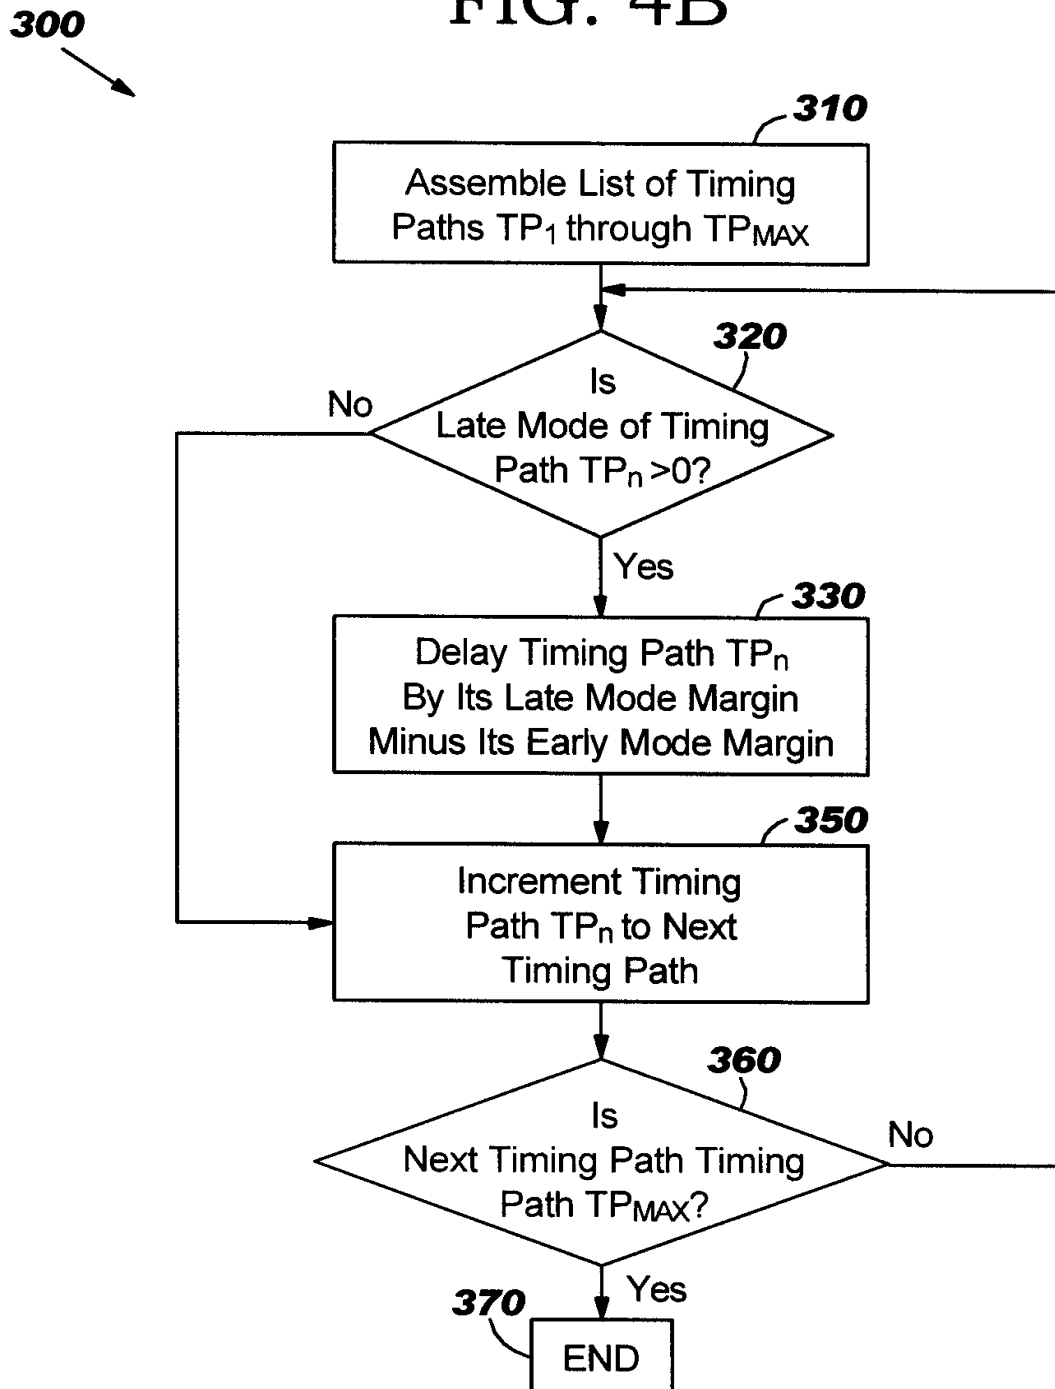 FIG. 4B
300
310
Assemble List of Timing
Paths TP1 through TPMAX
320
Is
Late Mode of Timing
Path TPn >0?
No
Yes
330
Delay Timing Path TPn
By Its Late Mode Margin
Minus Its Early Mode Margin
350
Increment Timing
Path TPn to Next
Timing Path
360
Is
Next Timing Path Timing
Path TPMAX?
No
Yes
370
END